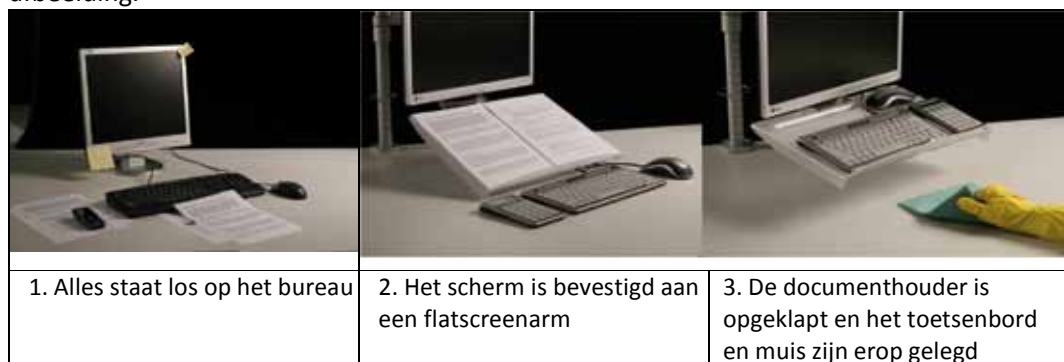 1. Alles staat los op het bureau
2. Het scherm is bevestigd aan
een flatscreenarm
3. De documenthouder is
opgeklapt en het toetsenbord
en muis zijn erop gelegd